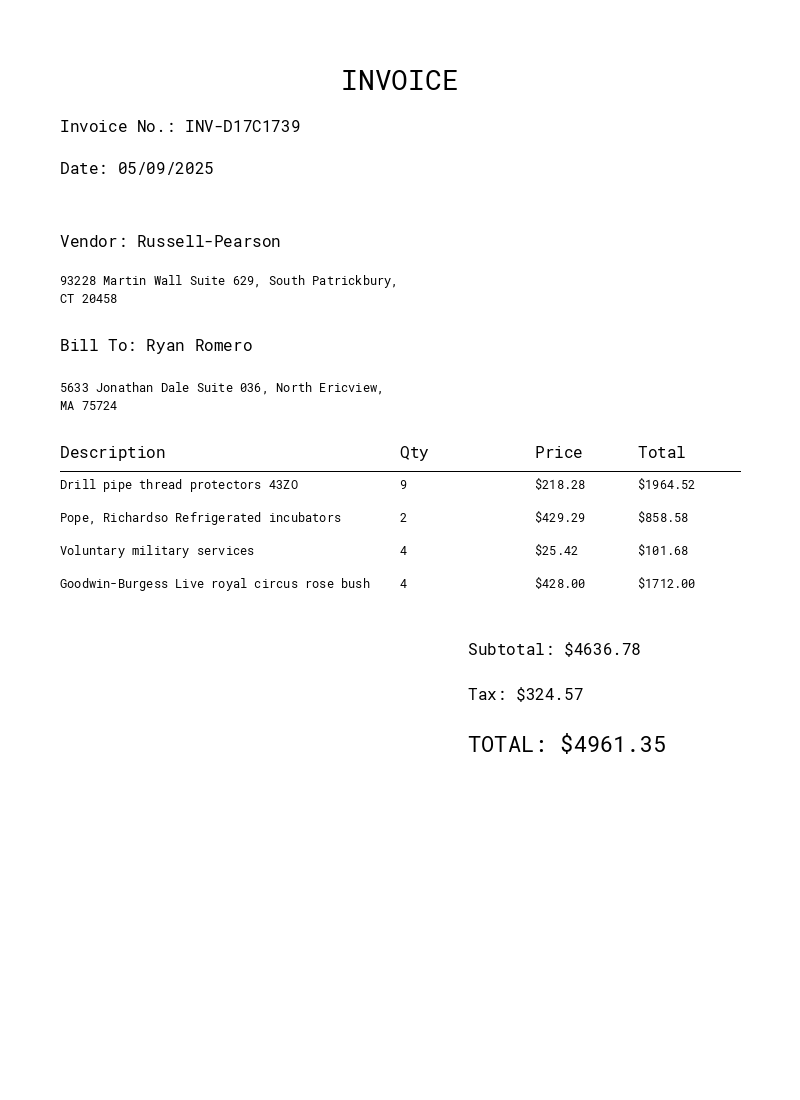 INVOICE
Invoice No.: INV-D17C1739
Date: 05/09/2025
Vendor: Russell-Pearson
93228 Martin Wall Suite 629, South Patrickbury,
CT 20458
Bill To: Ryan Romero
5633 Jonathan Dale Suite 036, North Ericview,
MA 75724
Description Qty Price Total
Drill pipe thread protectors 43ZO 9 $218.28 $1964.52
Pope, Richardso Refrigerated incubators 2 $429.29 $858.58
Voluntary military services 4 $25.42 $101.68
Goodwin-Burgess Live royal circus rose bush 4 $428.00 $1712.00
Subtotal: $4636.78
Tax: $324.57
TOTAL: $4961.35